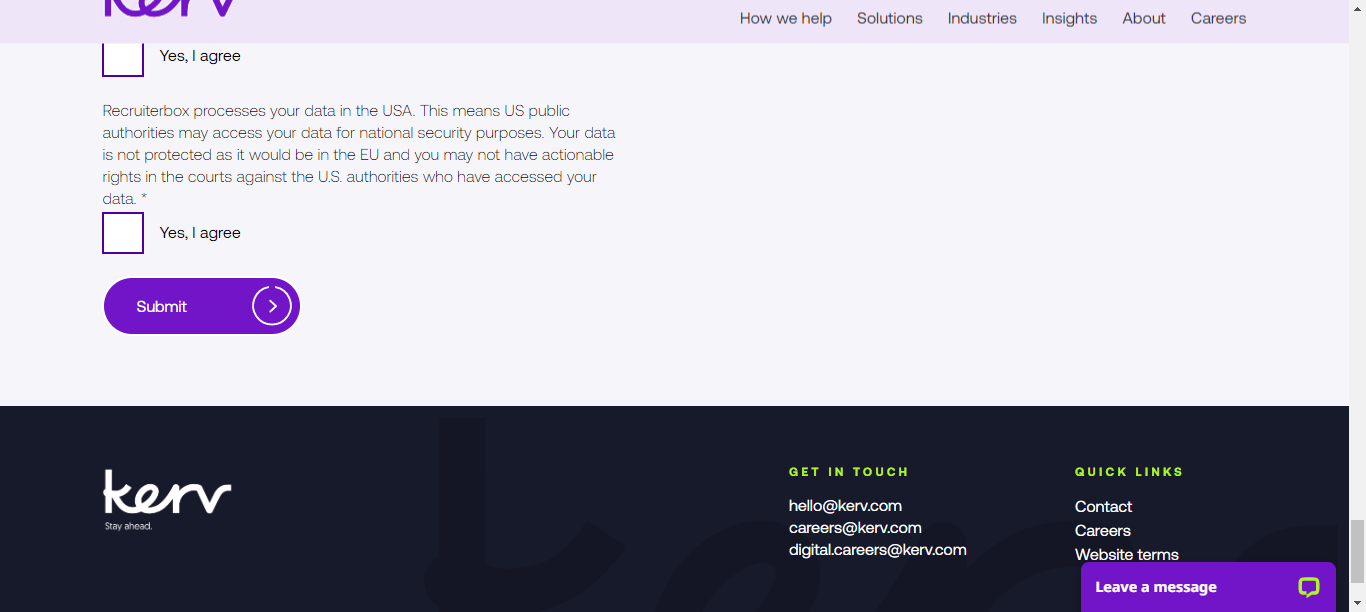 kerv
How we help Solutions Industries Insights About Careers
Yes, I agree
Recruiterbox processes your data in the USA. This means US public
authorities may access your data for national security purposes. Your data
is not protected as it would be in the EU and you may not have actionable
rights in the courts against the U.S. authorities who have accessed your
data. *
Yes, I agree
Submit
kerv
Stay ahead.
GET IN TOUCH
hello@kerv.com
careers@kerv.com
digital.careers@kerv.com
QUICK LINKS
Contact
Careers
Website terms
Leave a message